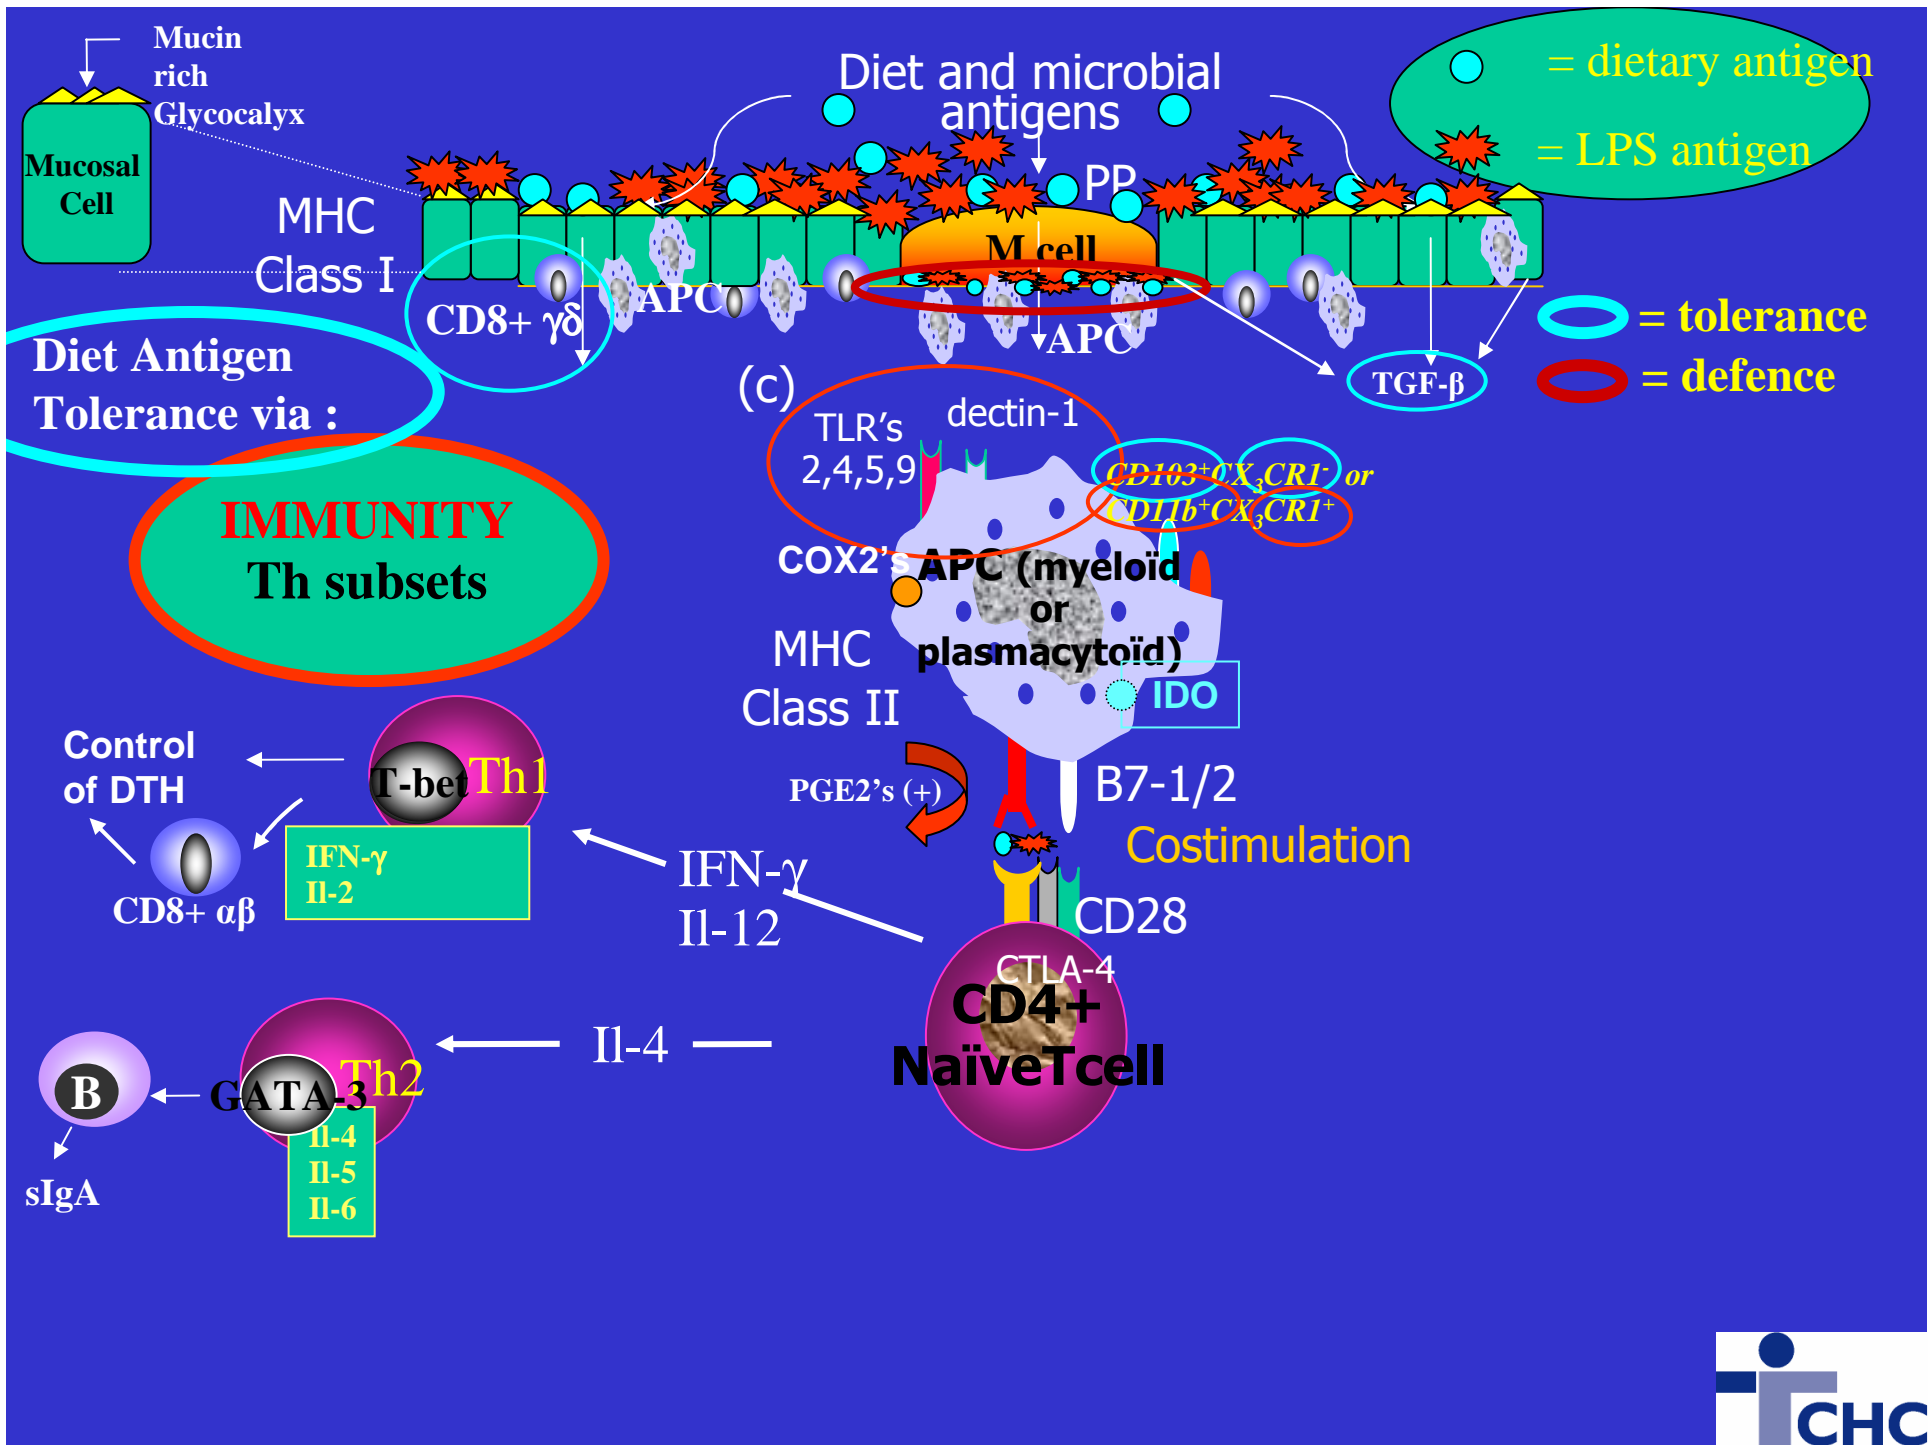 Mucin
rich
Glycocalyx
Mucosal
Cell
Diet and microbial
antigens
= dietary antigen
= LPS antigen
PP
MHC
Class I
M cell
CD8+ γδ
APC
APC
= tolerance
= defence
TGF-β
Diet Antigen
Tolerance via :
(c)
TLR's
2,4,5,9
dectin-1
CD103⁺CX₃CR1⁻ or
CD11b⁺CX₃CR1⁺
IMMUNITY
Th subsets
COX2's
APC (myeloïd
or
plasmacytoïd)
MHC
Class II
IDO
Control
of DTH
T-bet
Th1
PGE2's (+)
B7-1/2
Costimulation
IFN-γ
Il-2
CD8+ αβ
IFN-γ
Il-12
CD28
CTLA-4
CD4+
NaïveTcell
Il-4
B
GATA-3
Th2
Il-4
Il-5
Il-6
sIgA
CHC